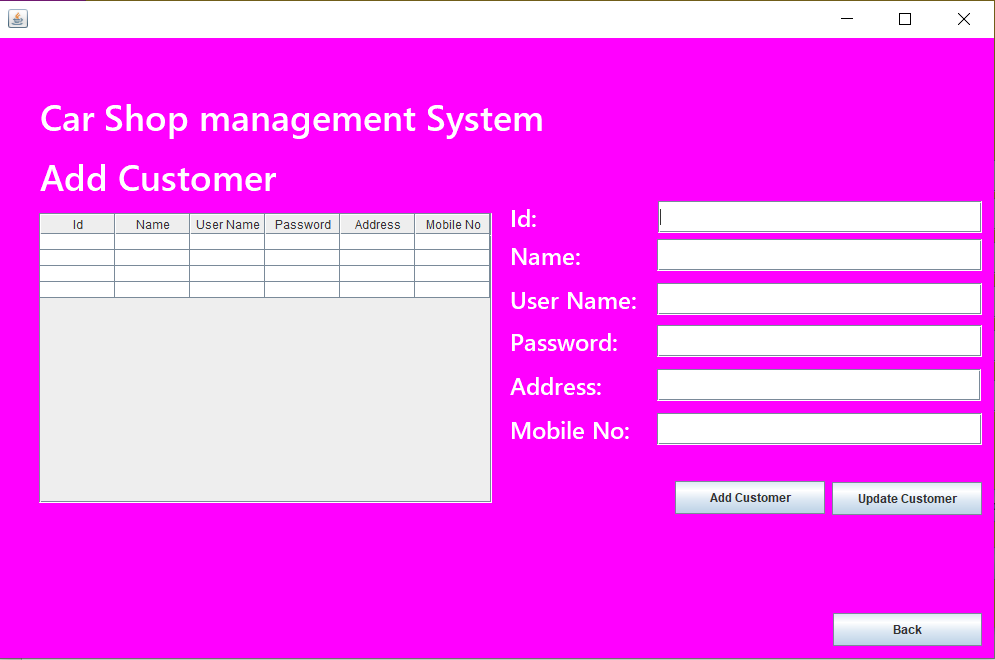 Car Shop management System
Add Customer
Id Name User Name Password Address Mobile No
Id:
Name:
User Name:
Password:
Address:
Mobile No:
Add Customer Update Customer
Back